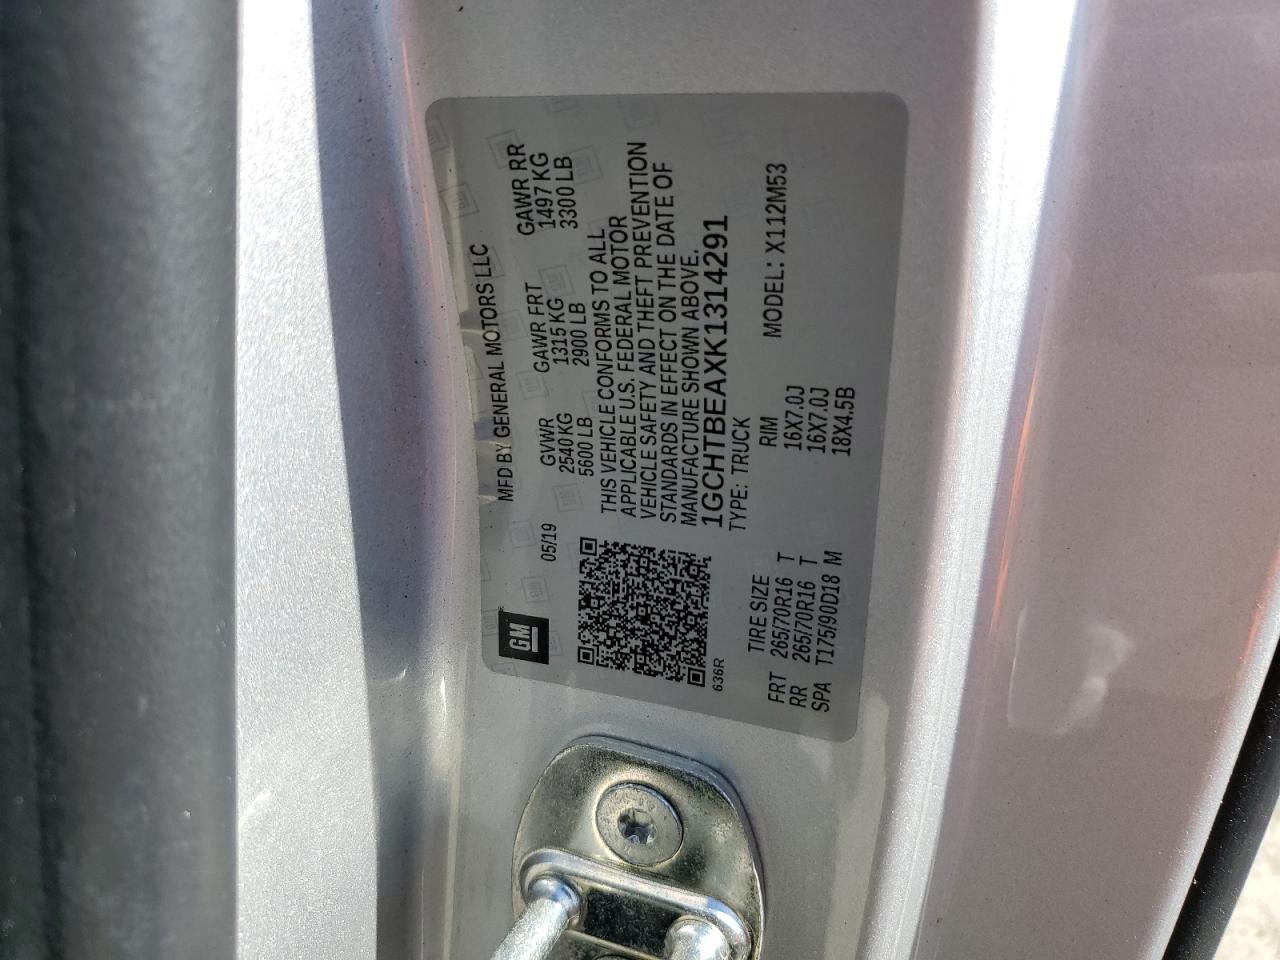 MFD BY GENERAL MOTORS LLC
GM
05/19
GVWR GAWR FRT GAWR RR
2540 KG 1315 KG 1497 KG
5600 LB 2900 LB 3300 LB
THIS VEHICLE CONFORMS TO ALL
APPLICABLE U.S. FEDERAL MOTOR
VEHICLE SAFETY AND THEFT PREVENTION
STANDARDS IN EFFECT ON THE DATE OF
MANUFACTURE SHOWN ABOVE.
1GCHTBEAXK1314291
636R
TYPE: TRUCK
MODEL: X112M53
TIRE SIZE RIM
FRT 265/70R16 T 16X7.0J
RR 265/70R16 T 16X7.0J
SPA T175/90D18 M 18X4.5B